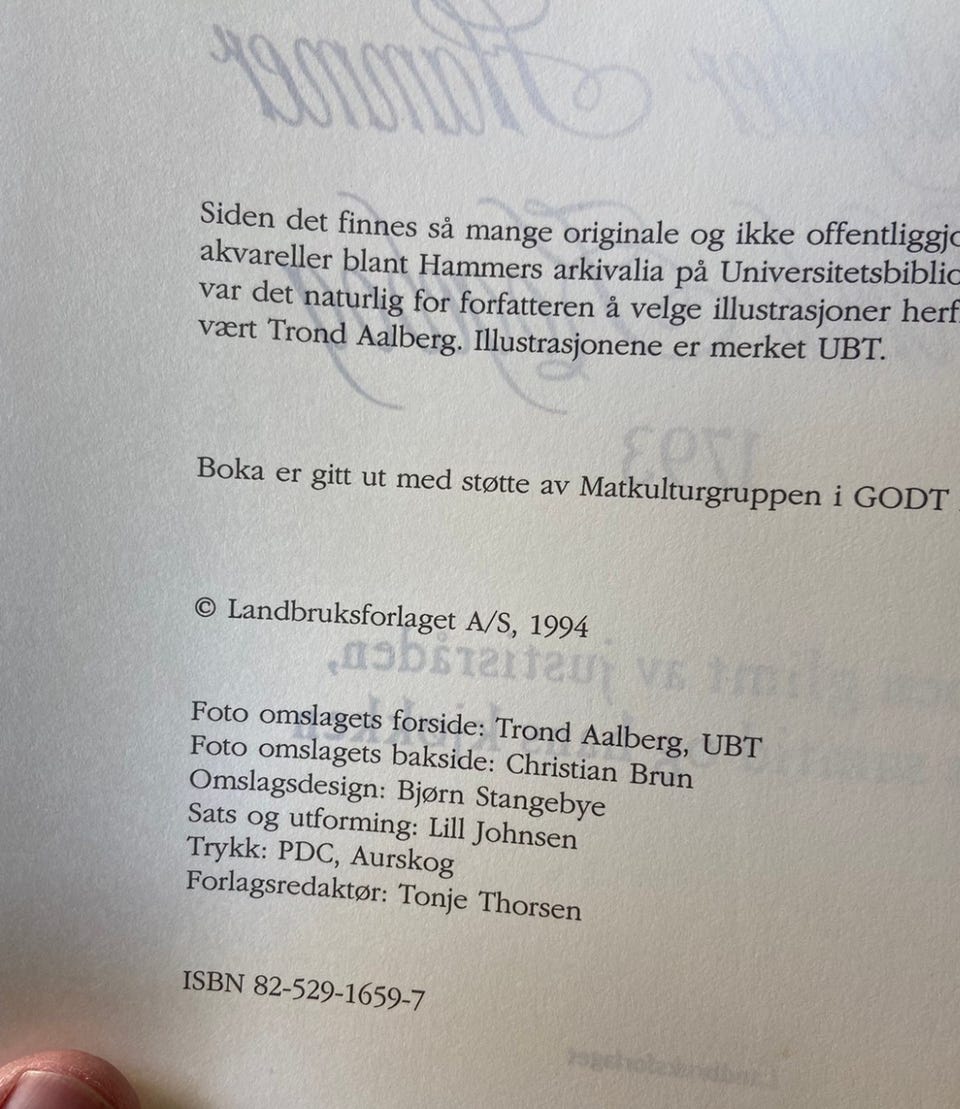 Siden det finnes så mange originale og ikke
akvareller blant Hammers arkivalia på
var det naturlig for forfatteren å velge illustrasjoner
vært Trond Aalberg. Illustrasjonene er merket UBT.
Boka er gitt ut med støtte av Matkulturgruppen i GODT
© Landbruksforlaget A/S, 1994
Foto omslagets forside: Trond Aalberg, UBT
Foto omslagets bakside: Christian Brun
Omslagsdesign: Bjørn Stangebye
Sats og utforming: Lill Johnsen
Trykk: PDC, Aurskog
Forlagsredaktør: Tonje Thorsen
ISBN 82-529-1659-7